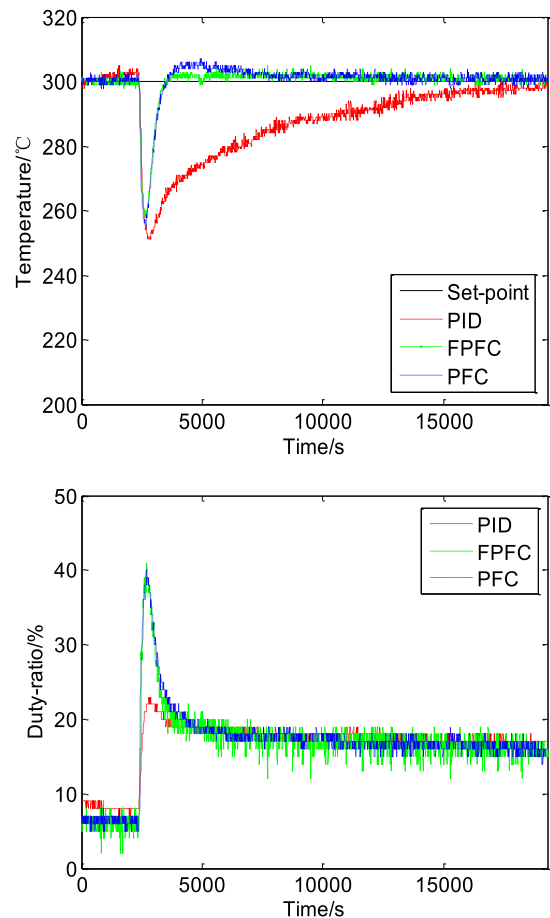 320
300
280
260
240
220
200
Temperature/℃
Set-point
PID
FPFC
PFC
0
5000
10000
15000
Time/s
50
40
30
20
10
0
Duty-ratio/%
PID
FPFC
PFC
0
5000
10000
15000
Time/s